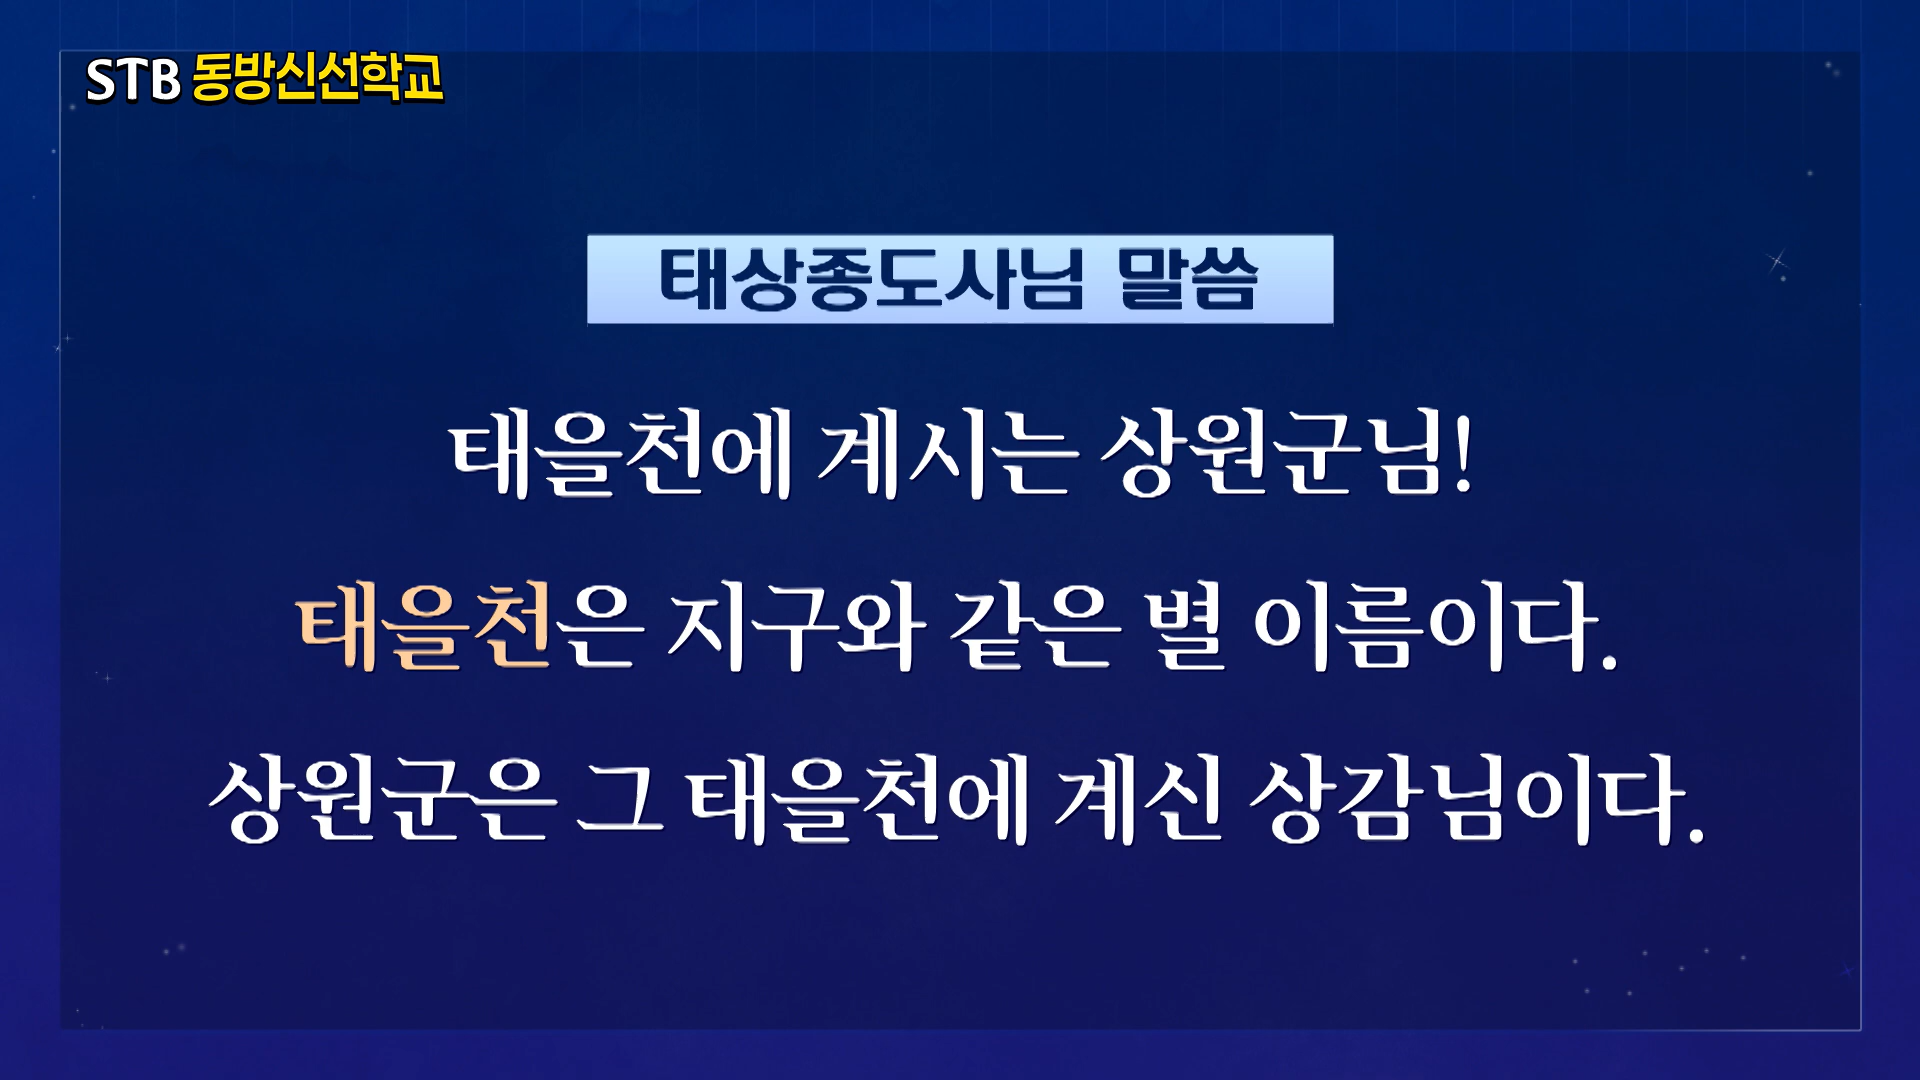 STB 동방신선학교
태상종도사님 말씀
태을천에 계시는 상원군님!
태을천은 지구와 같은 별 이름이다.
상원군은 그 태을천에 계신 상감님이다.